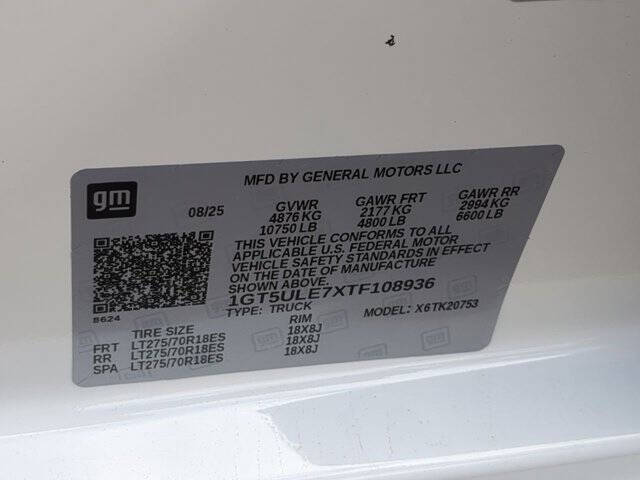 MFD BY GENERAL MOTORS LLC
gm
08/25 GVWR GAWR FRT GAWR RR
4876 KG 2177 KG 2994 KG
10750 LB 4800 LB 6600 LB
THIS VEHICLE CONFORMS TO ALL
APPLICABLE U.S. FEDERAL MOTOR
VEHICLE SAFETY STANDARDS IN EFFECT
ON THE DATE OF MANUFACTURE
SHOWN ABOVE.
1GT5ULE7XTF108936
TYPE: TRUCK MODEL: X6TK20753
8624
TIRE SIZE RIM
FRT LT275/70R18ES 18X8J
RR LT275/70R18ES 18X8J
SPA LT275/70R18ES 18X8J